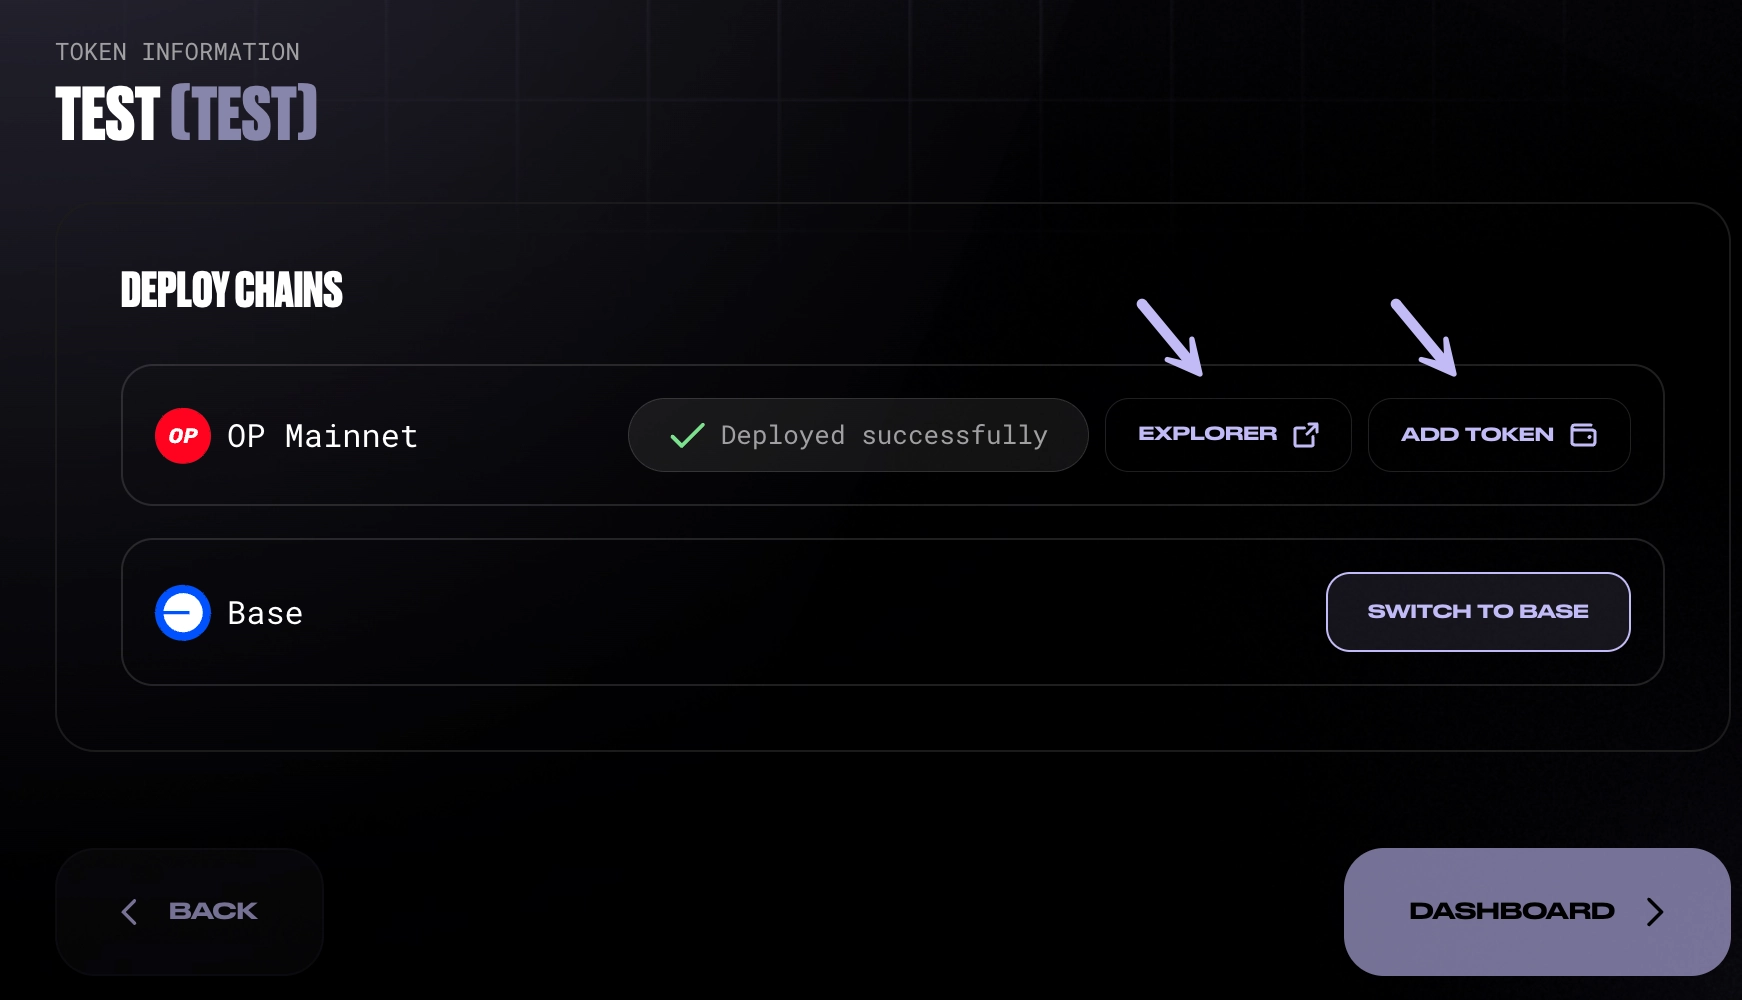 TOKEN INFORMATION
TEST (TEST)
DEPLOY CHAINS
OP OP Mainnet Deployed successfully EXPLORER ADD TOKEN
Base SWITCH TO BASE
BACK DASHBOARD